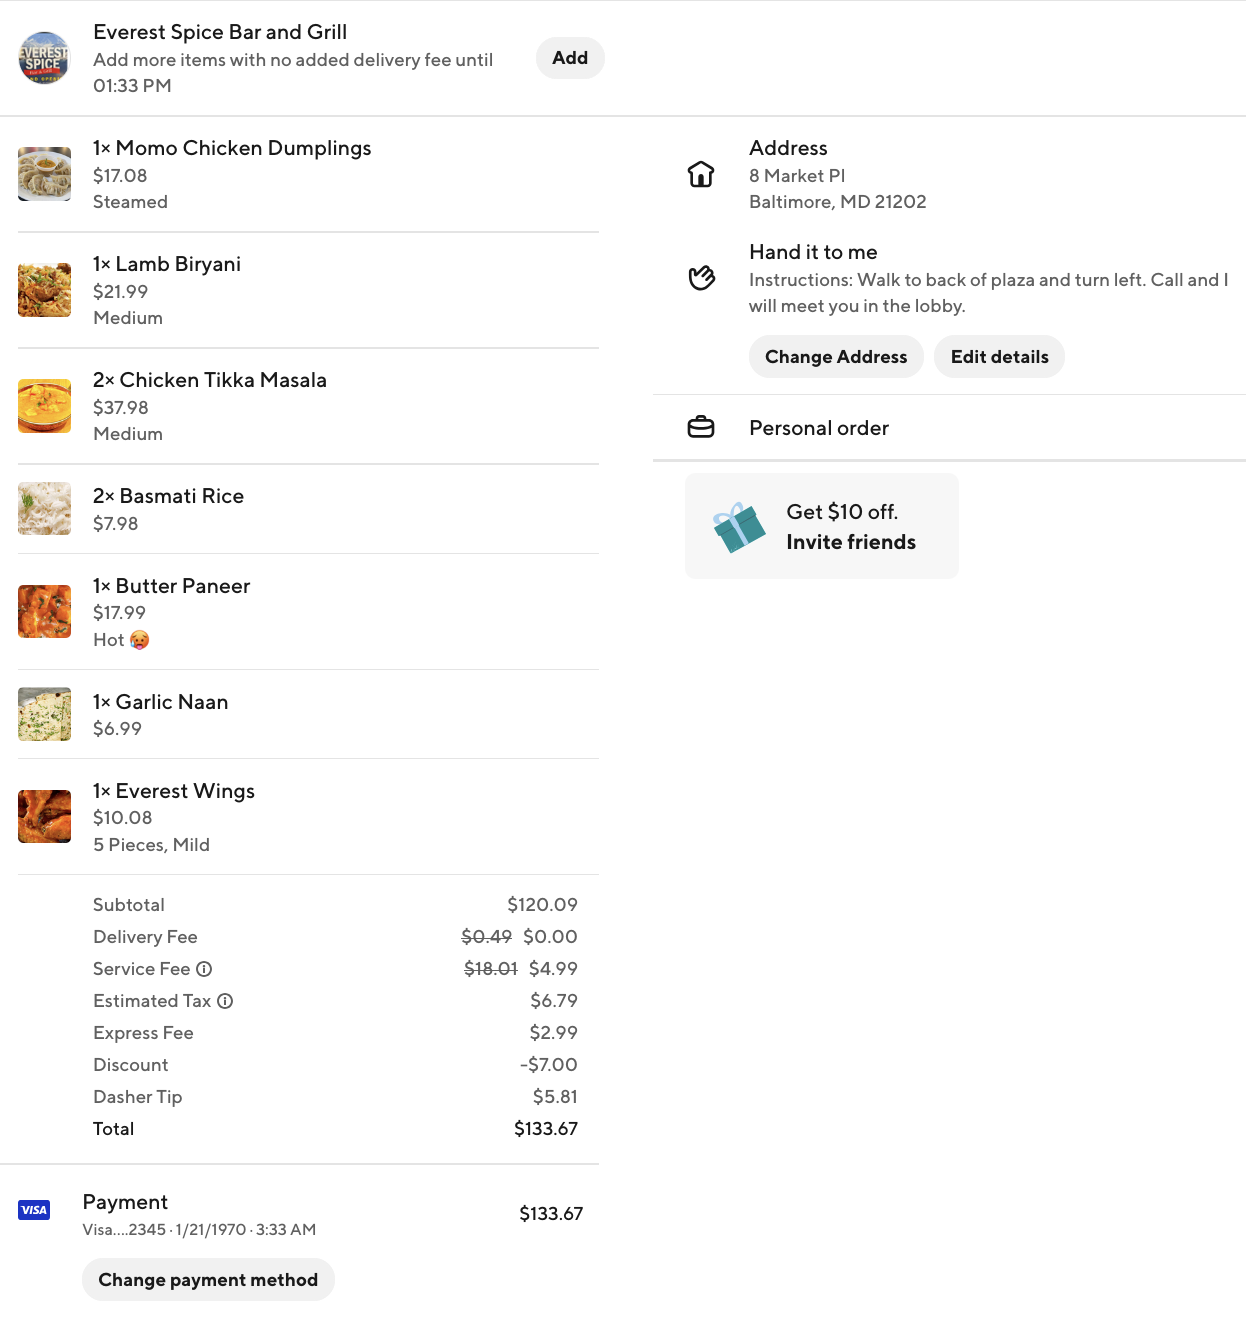 EVEREST
SPICE
Everest Spice Bar and Grill
Add more items with no added delivery fee until
01:33 PM
Add
1× Momo Chicken Dumplings
$17.08
Steamed
1× Lamb Biryani
$21.99
Medium
2× Chicken Tikka Masala
$37.98
Medium
2× Basmati Rice
$7.98
1× Butter Paneer
$17.99
Hot 🥵
1× Garlic Naan
$6.99
1× Everest Wings
$10.08
5 Pieces, Mild
Subtotal $120.09
Delivery Fee $0.49 $0.00
Service Fee $18.01 $4.99
Estimated Tax $6.79
Express Fee $2.99
Discount -$7.00
Dasher Tip $5.81
Total $133.67
VISA
Payment
Visa....2345 · 1/21/1970 · 3:33 AM
$133.67
Change payment method
Address
8 Market Pl
Baltimore, MD 21202
Hand it to me
Instructions: Walk to back of plaza and turn left. Call and I
will meet you in the lobby.
Change Address
Edit details
Personal order
Get $10 off.
Invite friends